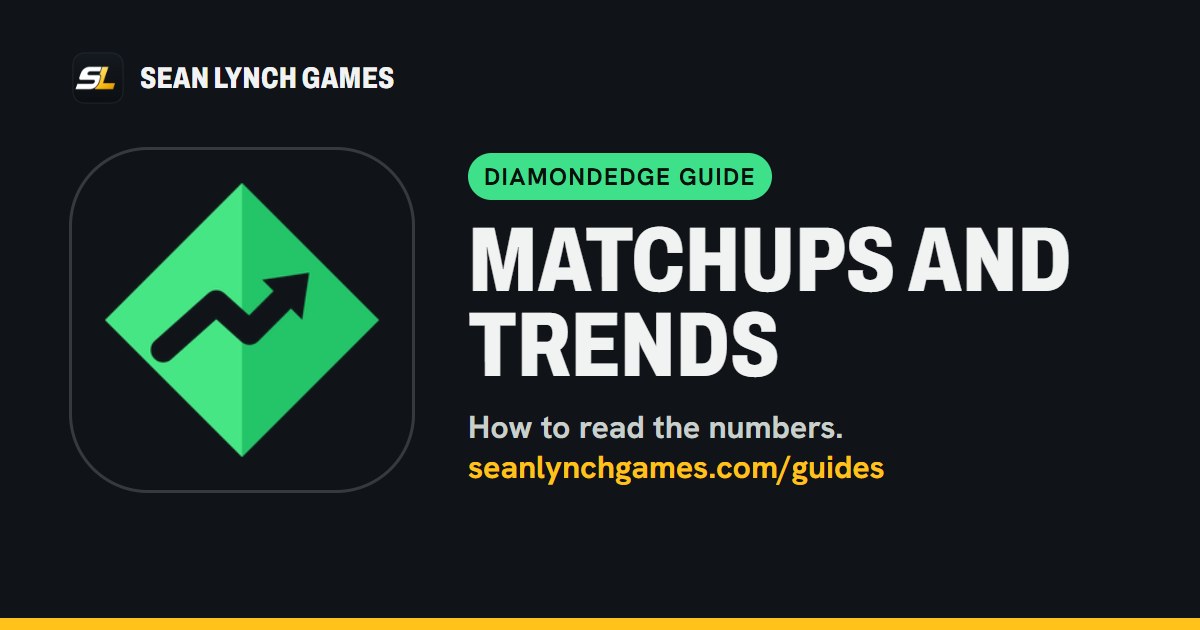 SL
SEAN LYNCH GAMES
DIAMONDEDGE GUIDE
MATCHUPS AND
TRENDS
How to read the numbers.
seanlynchgames.com/guides